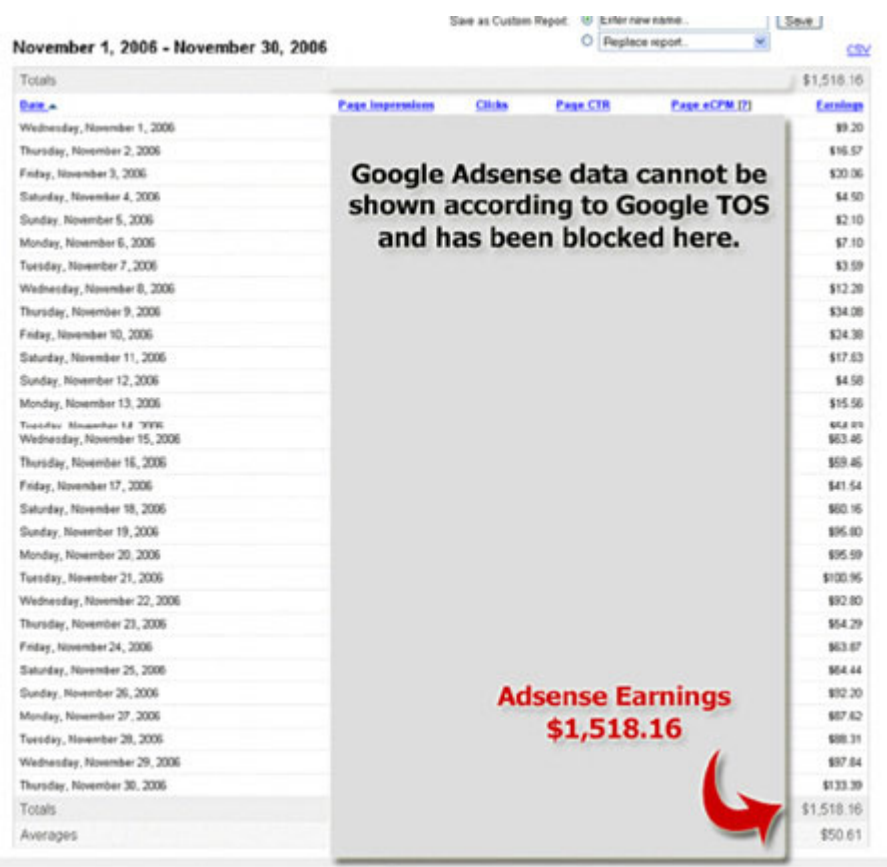 Save as Custom Report: Enter new name.. Save
Replace report..
November 1, 2006 - November 30, 2006 CSV
Totals $1,518.16
Date Page Impressions Clicks Page CTR Page eCPM [?] Earnings
Wednesday, November 1, 2006 $9.20
Thursday, November 2, 2006 $16.57
Friday, November 3, 2006
Saturday, November 4, 2006 $4.50
Sunday, November 5, 2006 $2.10
Monday, November 6, 2006 $7.10
Tuesday, November 7, 2006 $3.59
Wednesday, November 8, 2006 $12.28
Thursday, November 9, 2006 $34.08
Friday, November 10, 2006 $24.38
Saturday, November 11, 2006 $17.63
Sunday, November 12, 2006 $4.58
Monday, November 13, 2006 $15.56
Tuesday, November 14, 2006
Wednesday, November 15, 2006 $63.46
Thursday, November 16, 2006
Friday, November 17, 2006 $41.54
Saturday, November 18, 2006 $60.16
Sunday, November 19, 2006 $95.80
Monday, November 20, 2006 $95.59
Tuesday, November 21, 2006 $100.96
Wednesday, November 22, 2006 $92.80
Thursday, November 23, 2006
Friday, November 24, 2006 $63.87
Saturday, November 25, 2006
Sunday, November 26, 2006 $92.20
Monday, November 27, 2006 $87.62
Tuesday, November 28, 2006 $88.31
Wednesday, November 29, 2006 $97.84
Thursday, November 30, 2006 $133.39
Totals $1,518.16
Averages $50.61
Google Adsense data cannot be
shown according to Google TOS
and has been blocked here.
Adsense Earnings
$1,518.16